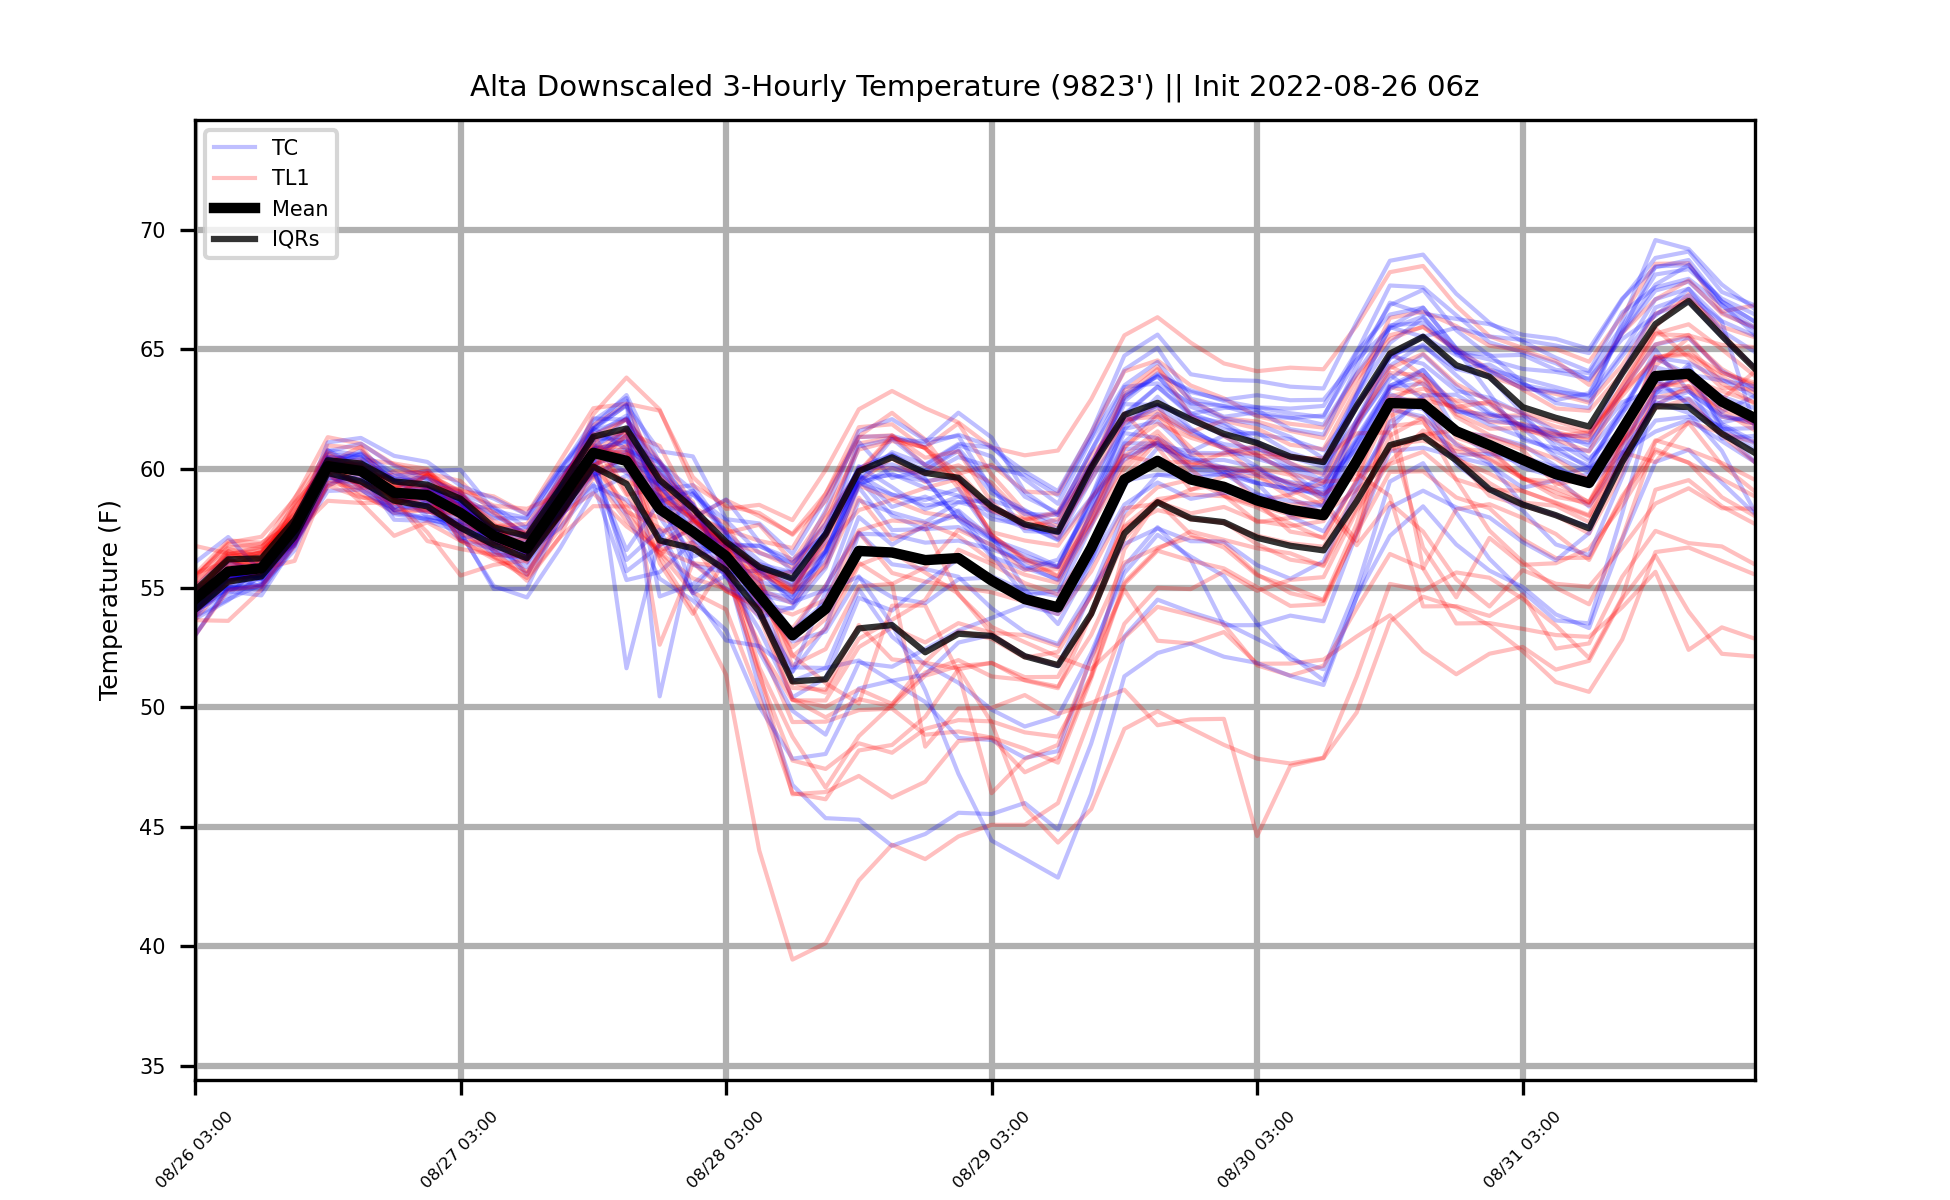 Alta Downscaled 3-Hourly Temperature (9823') || Init 2022-08-26 06z
TC
TL1
Mean
IQRs
Temperature (F)
70
65
60
55
50
45
40
35
08/26 03:00
08/27 03:00
08/28 03:00
08/29 03:00
08/30 03:00
08/31 03:00